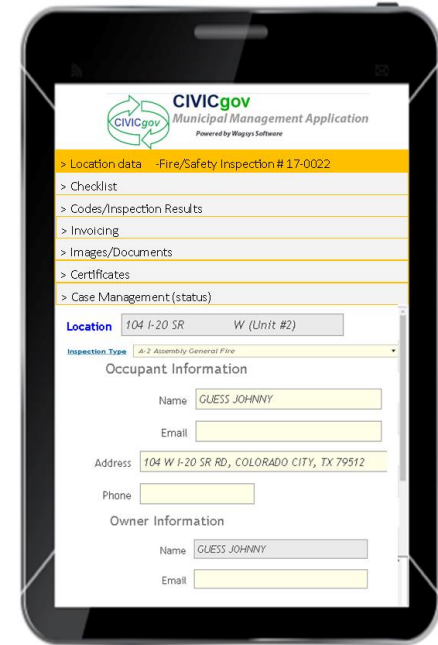 CIVICgov
CIVICgov
Municipal Management Application
Powered by Wagsys Software
> Location data -Fire/Safety Inspection # 17-0022
> Checklist
> Codes/Inspection Results
> Invoicing
> Images/Documents
> Certificates
> Case Management (status)
Location 104 I-20 SR W (Unit #2)
Inspection Type A-2 Assembly General Fire
Occupant Information
Name GUESS JOHNNY
Email
Address 104 W I-20 SR RD, COLORADO CITY, TX 79512
Phone
Owner Information
Name GUESS JOHNNY
Email